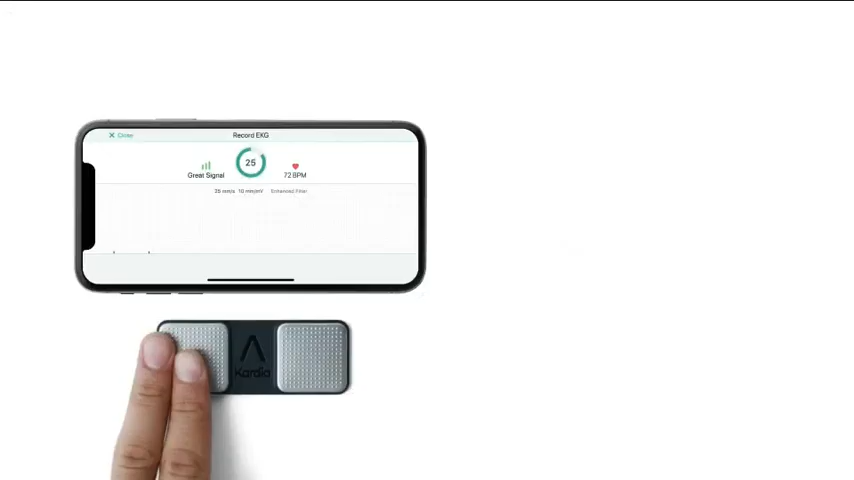 Close
Record EKG
25
Great Signal
72 BPM
25 mm/s 10 mm/mV Enhanced Filter
Kardia